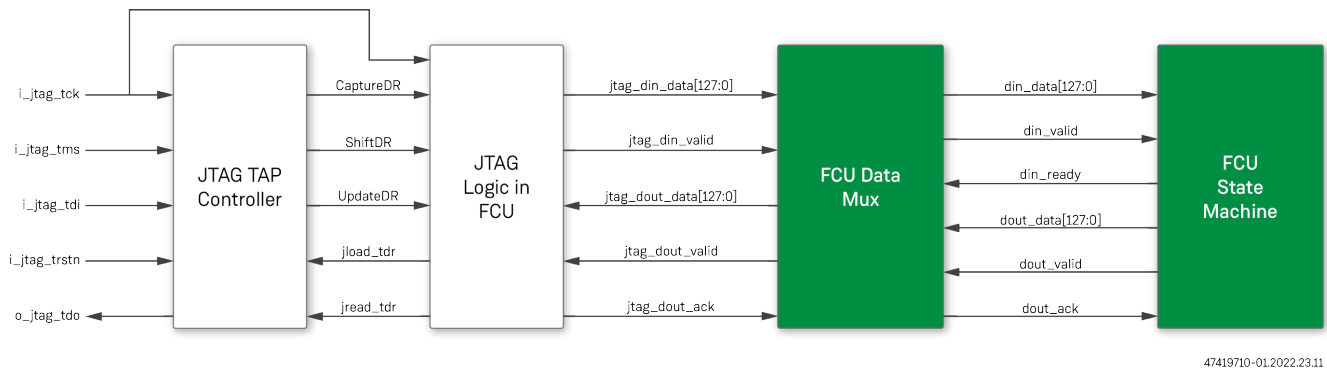 i_jtag_tck
i_jtag_tms
i_jtag_tdi
i_jtag_trstn
o_jtag_tdo
JTAG TAP
Controller
CaptureDR
ShiftDR
UpdateDR
jload_tdr
jread_tdr
JTAG
Logic in
FCU
jtag_din_data[127:0]
jtag_din_valid
jtag_dout_data[127:0]
jtag_dout_valid
jtag_dout_ack
FCU Data
Mux
din_data[127:0]
din_valid
din_ready
dout_data[127:0]
dout_valid
dout_ack
FCU
State
Machine
47419710-01.2022.23.11